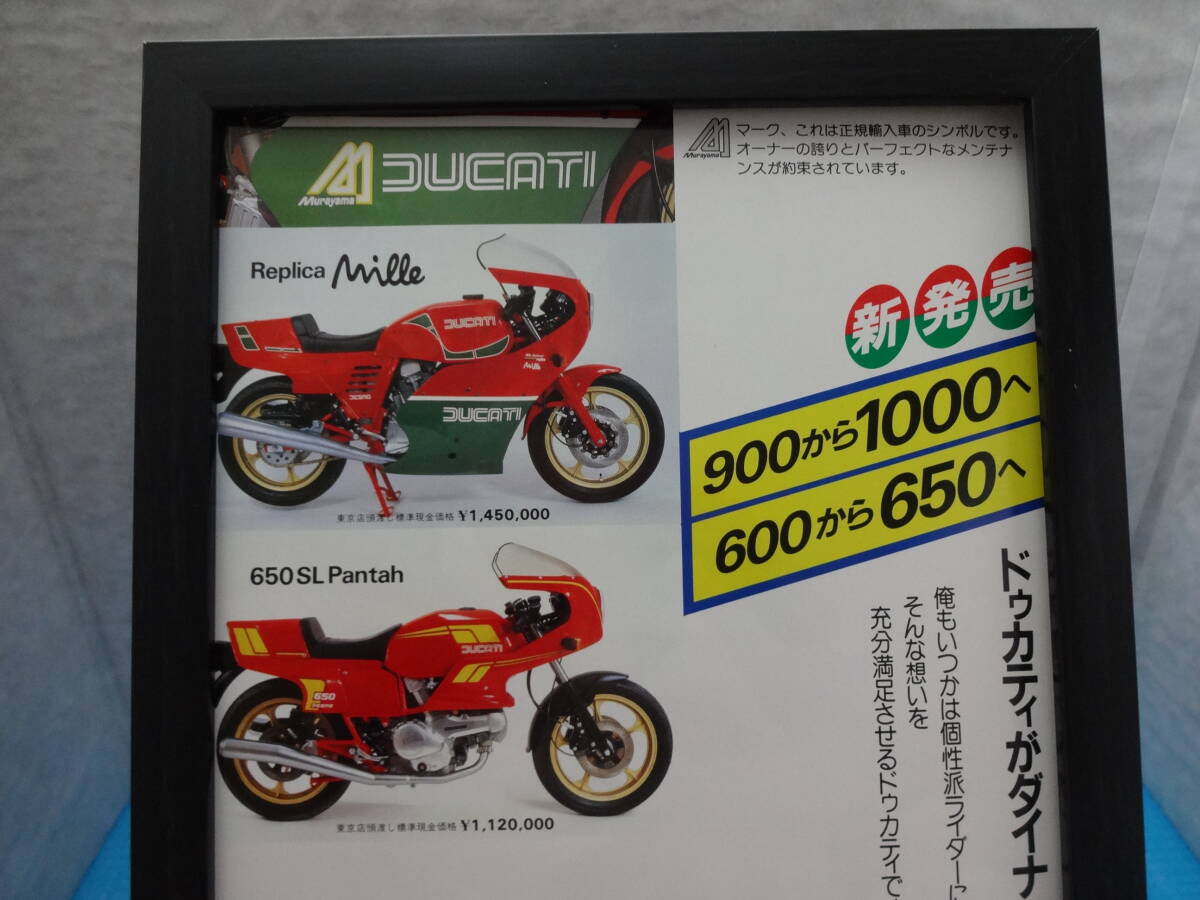 Murayama
DUCATI
Murayama
マーク、これは正規輸入車のシンボルです。
オーナーの誇りとパーフェクトなメンテナ
ンスが約束されています。
Replica Mille
DUCATI
Mille
DESMO
DUCATI
東京店頭渡し標準現金価格 ¥1,450,000
新発売
900から1000へ
600から650へ
650SL Pantah
DUCATI
650
DESMO
東京店頭渡し標準現金価格 ¥1,120,000
ドゥカティがダイナ
俺もいつかは個性派ライダーに
そんな想いを
充分満足させるドゥカティで